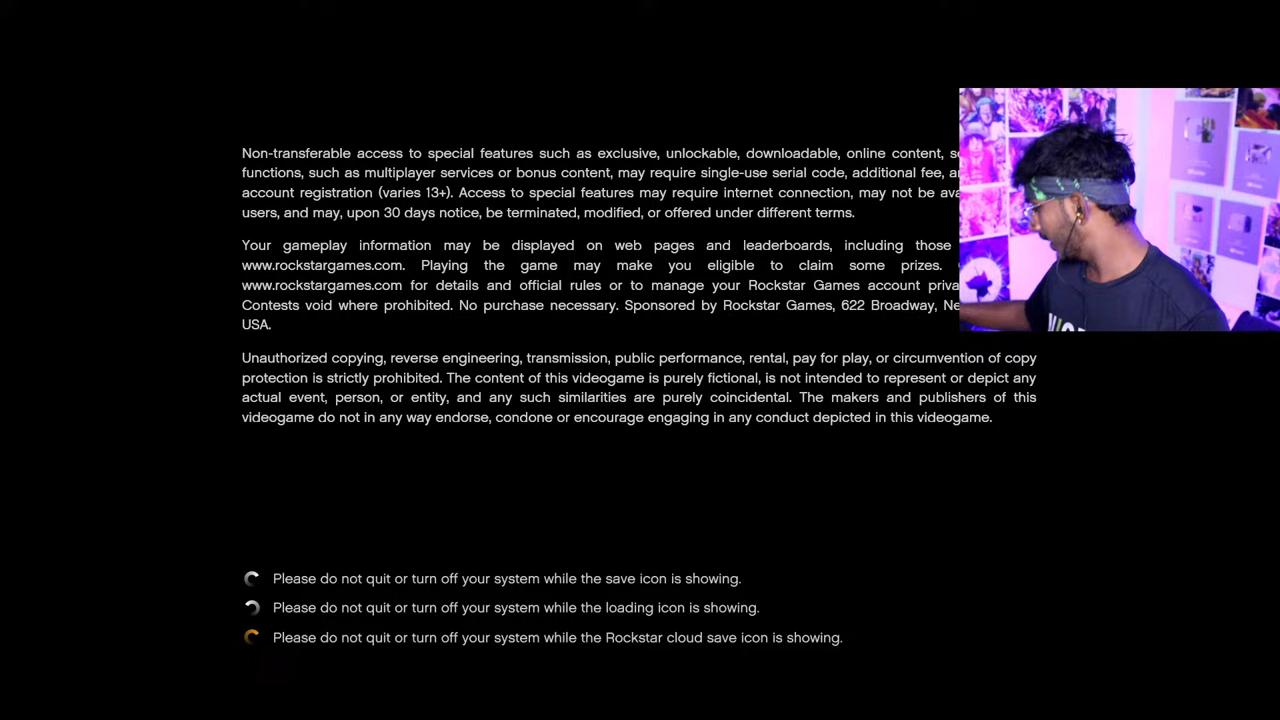 Non-transferable access to special features such as exclusive, unlockable, downloadable, online content,
functions, such as multiplayer services or bonus content, may require single-use serial code, additional fee,
account registration (varies 13+). Access to special features may require internet connection, may not be
users, and may, upon 30 days notice, be terminated, modified, or offered under different terms.
Your gameplay information may be displayed on web pages and leaderboards, including those
www.rockstargames.com. Playing the game may make you eligible to claim some prizes.
www.rockstargames.com for details and official rules or to manage your Rockstar Games account
Contests void where prohibited. No purchase necessary. Sponsored by Rockstar Games, 622 Broadway,
USA.
Unauthorized copying, reverse engineering, transmission, public performance, rental, pay for play, or circumvention of copy
protection is strictly prohibited. The content of this videogame is purely fictional, is not intended to represent or depict any
actual event, person, or entity, and any such similarities are purely coincidental. The makers and publishers of this
videogame do not in any way endorse, condone or encourage engaging in any conduct depicted in this videogame.
Please do not quit or turn off your system while the save icon is showing.
Please do not quit or turn off your system while the loading icon is showing.
Please do not quit or turn off your system while the Rockstar cloud save icon is showing.